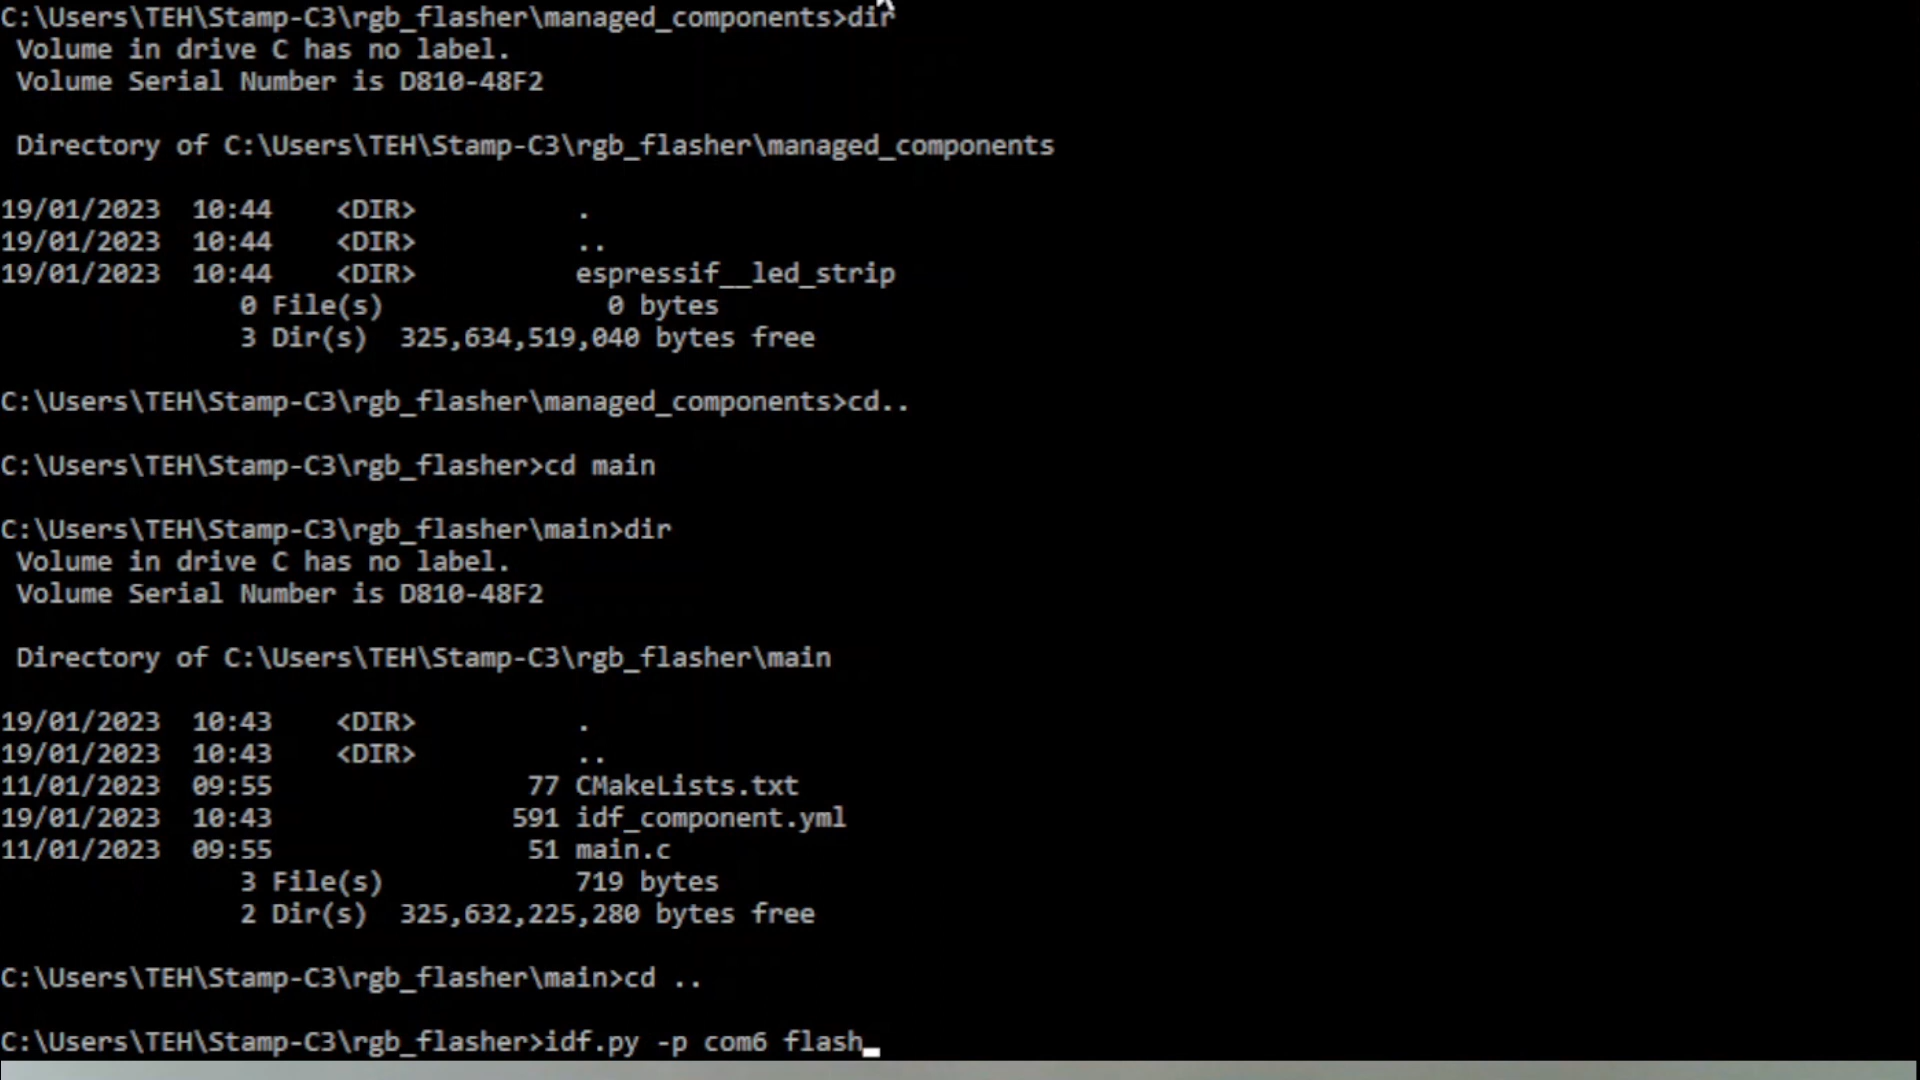 C:\Users\TEH\Stamp-C3\rgb_flasher\managed_components>dir
Volume in drive C has no label.
Volume Serial Number is D810-48F2
Directory of C:\Users\TEH\Stamp-C3\rgb_flasher\managed_components
19/01/2023  10:44    <DIR>          .
19/01/2023  10:44    <DIR>          ..
19/01/2023  10:44    <DIR>          espressif__led_strip
0 File(s)              0 bytes
3 Dir(s)  325,634,519,040 bytes free
C:\Users\TEH\Stamp-C3\rgb_flasher\managed_components>cd..
C:\Users\TEH\Stamp-C3\rgb_flasher>cd main
C:\Users\TEH\Stamp-C3\rgb_flasher\main>dir
Volume in drive C has no label.
Volume Serial Number is D810-48F2
Directory of C:\Users\TEH\Stamp-C3\rgb_flasher\main
19/01/2023  10:43    <DIR>          .
19/01/2023  10:43    <DIR>          ..
11/01/2023  09:55                77 CMakeLists.txt
19/01/2023  10:43               591 idf_component.yml
11/01/2023  09:55                51 main.c
3 File(s)            719 bytes
2 Dir(s)  325,632,225,280 bytes free
C:\Users\TEH\Stamp-C3\rgb_flasher\main>cd ..
C:\Users\TEH\Stamp-C3\rgb_flasher>idf.py -p com6 flash